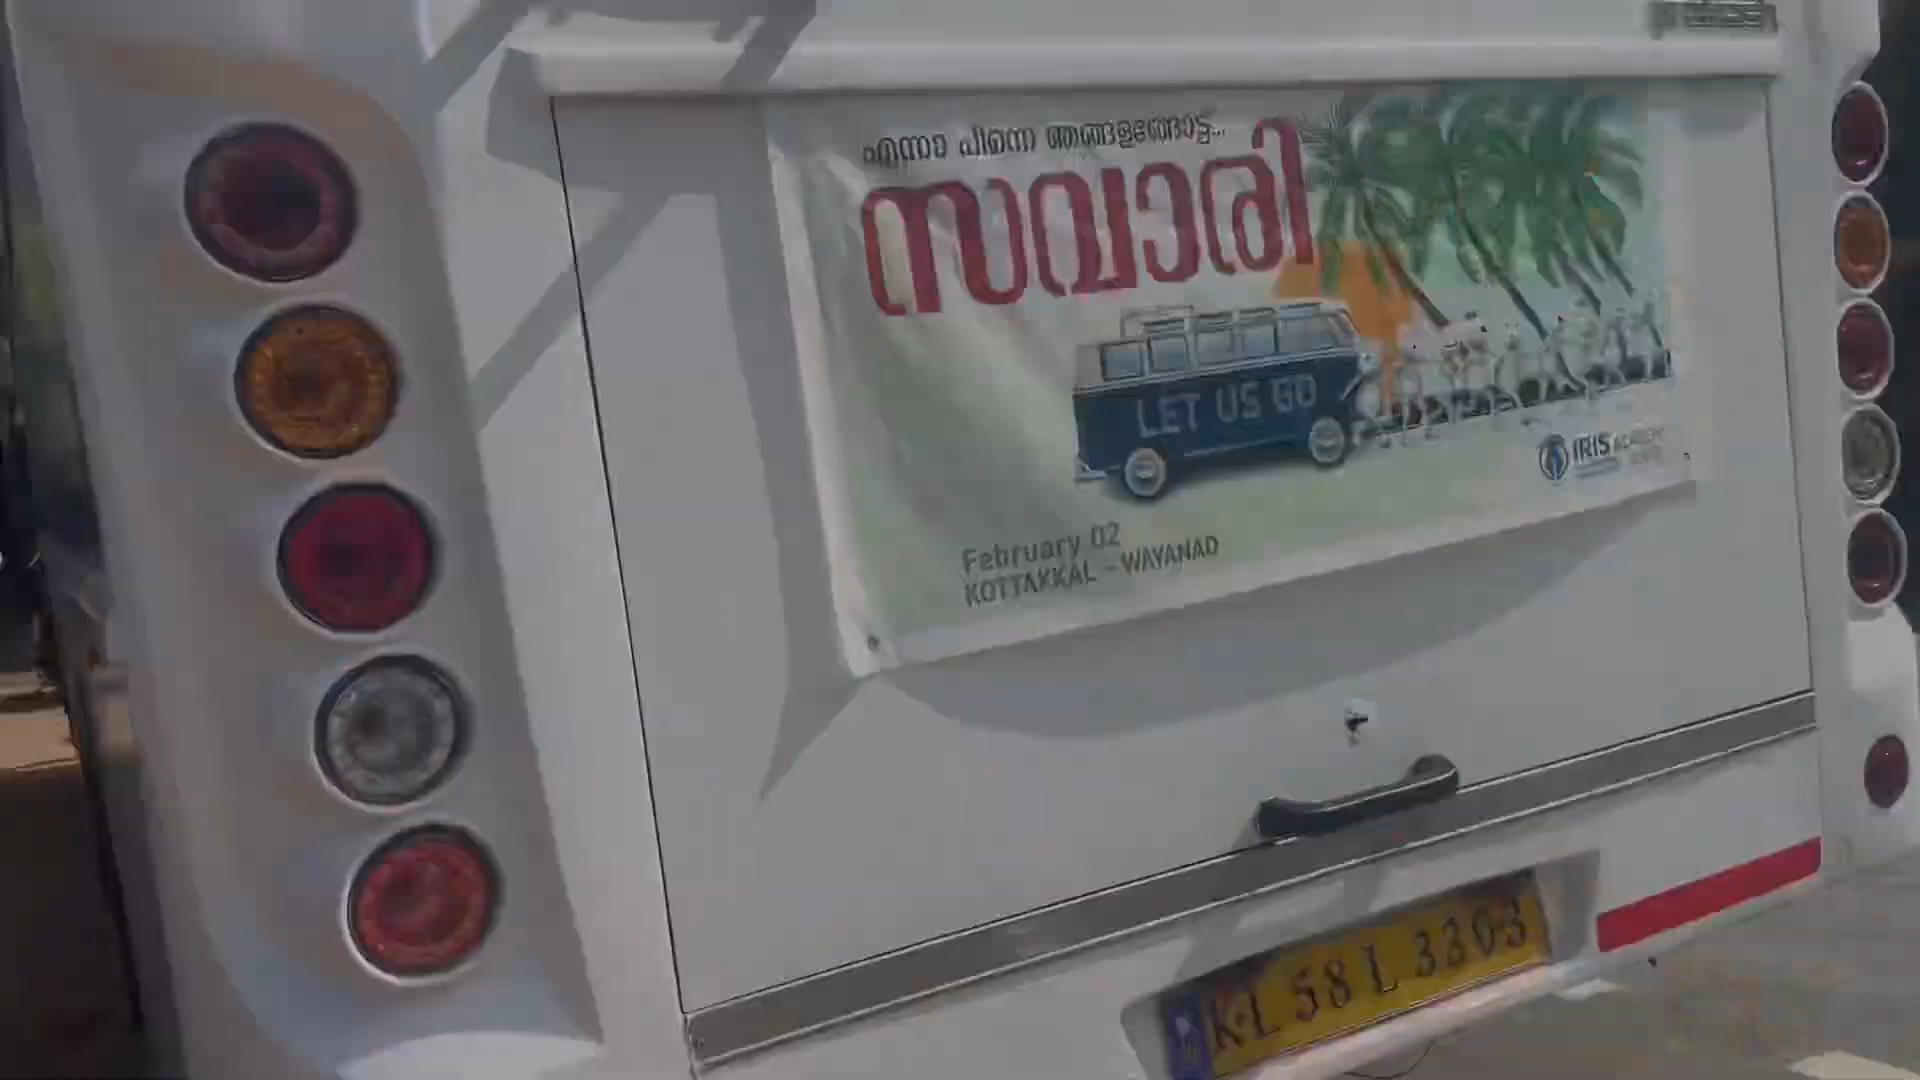 എന്നാ പിന്നെ ഞങ്ങളങ്ങോട്ട്...
സവാരി
LET US GO
IRIS
February 02
KOTTAKKAL - WAYANAD
KL 58 L 3303